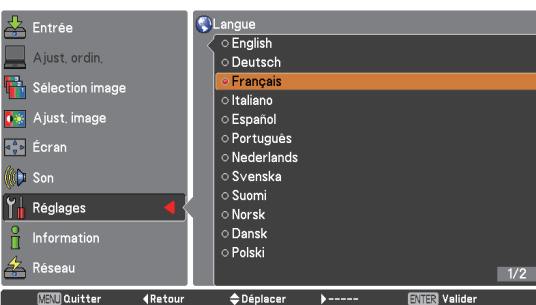 Entrée
Ajust. ordin.
Sélection image
Ajust. image
Écran
Son
Réglages
Information
Réseau
Langue
English
Deutsch
Français
Italiano
Español
Português
Nederlands
Svenska
Suomi
Norsk
Dansk
Polski
1/2
MENU Quitter Retour Déplacer ----- ENTER Valider